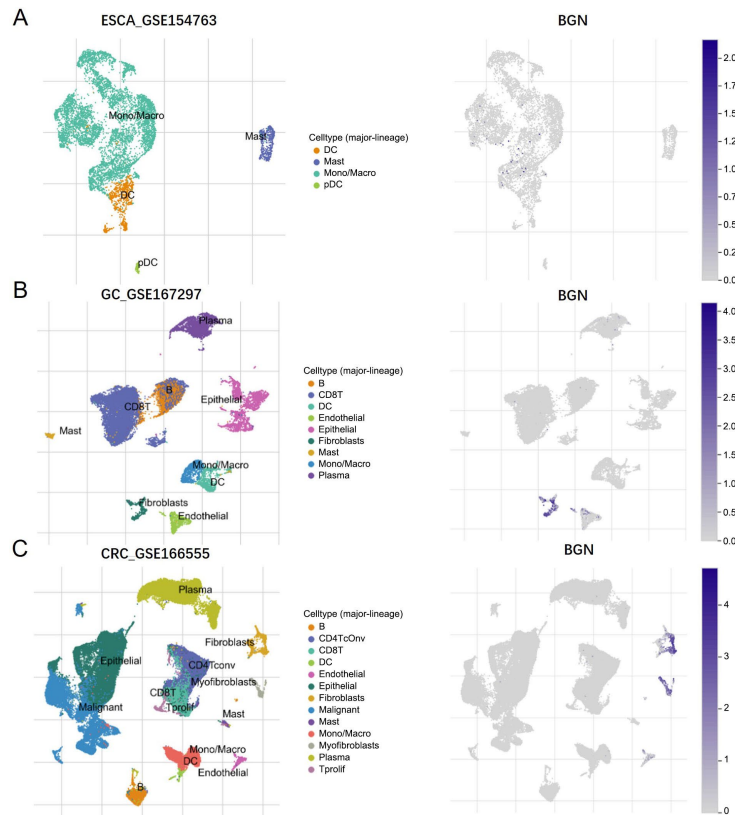 A
ESCA_GSE154763
BGN
Mono/Macro
Mast
DC
pDC
Celltype (major-lineage)
DC
Mast
Mono/Macro
pDC
2.0
1.7
1.5
1.2
1.0
0.7
0.5
0.2
0.0
B
GC_GSE167297
BGN
Plasma
B
CD8T
Epithelial
Mast
Mono/Macro
DC
Fibroblasts
Endothelial
Celltype (major-lineage)
B
CD8T
DC
Endothelial
Epithelial
Fibroblasts
Mast
Mono/Macro
Plasma
4.0
3.5
3.0
2.5
2.0
1.5
1.0
0.5
0.0
C
CRC_GSE166555
BGN
Plasma
Fibroblasts
Epithelial
CD4Tconv
Myofibroblasts
CD8T
Malignant
Tprolif
Mast
Mono/Macro
DC
Endothelial
B
Celltype (major-lineage)
B
CD4TcOnv
CD8T
DC
Endothelial
Epithelial
Fibroblasts
Malignant
Mast
Mono/Macro
Myofibroblasts
Plasma
Tprolif
4
3
2
1
0